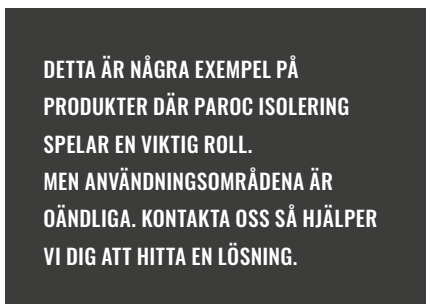 DETTA ÄR NÅGRA EXEMPEL PÅ
PRODUKTER DÄR PAROC ISOLERING
SPELAR EN VIKTIG ROLL.
MEN ANVÄNDNINGSOMRÅDENA ÄR
OÄNDLIGA. KONTAKTA OSS SÅ HJÄLPER
VI DIG ATT HITTA EN LÖSNING.